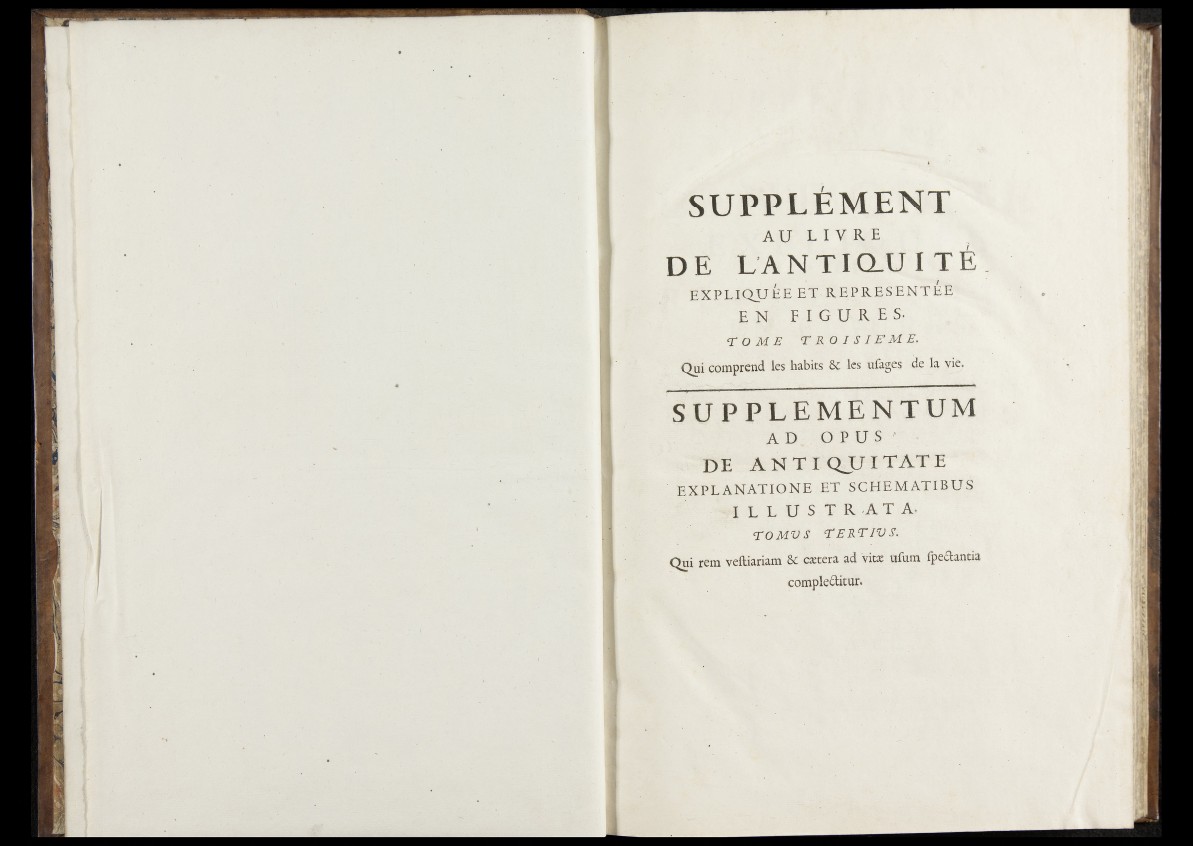 SUPPLÉMENT
AU LIVRE
DE L'ANTIQUITÉ
EXPLIQUÉE ET REPRESENTÉE
EN FIGURES.
TOME TROISIE'ME.
Qui comprend les habits & les uſages de la vie.
SUPPLEMENTUM
AD OPUS
DE ANTIQUITATE
EXPLANATIONE ET SCHEMATIBUS
ILLUSTRATA.
TOMVS TERTIVS.
Qui rem veſtiariam & cætera ad vitæ uſum ſpectantia
complectitur.